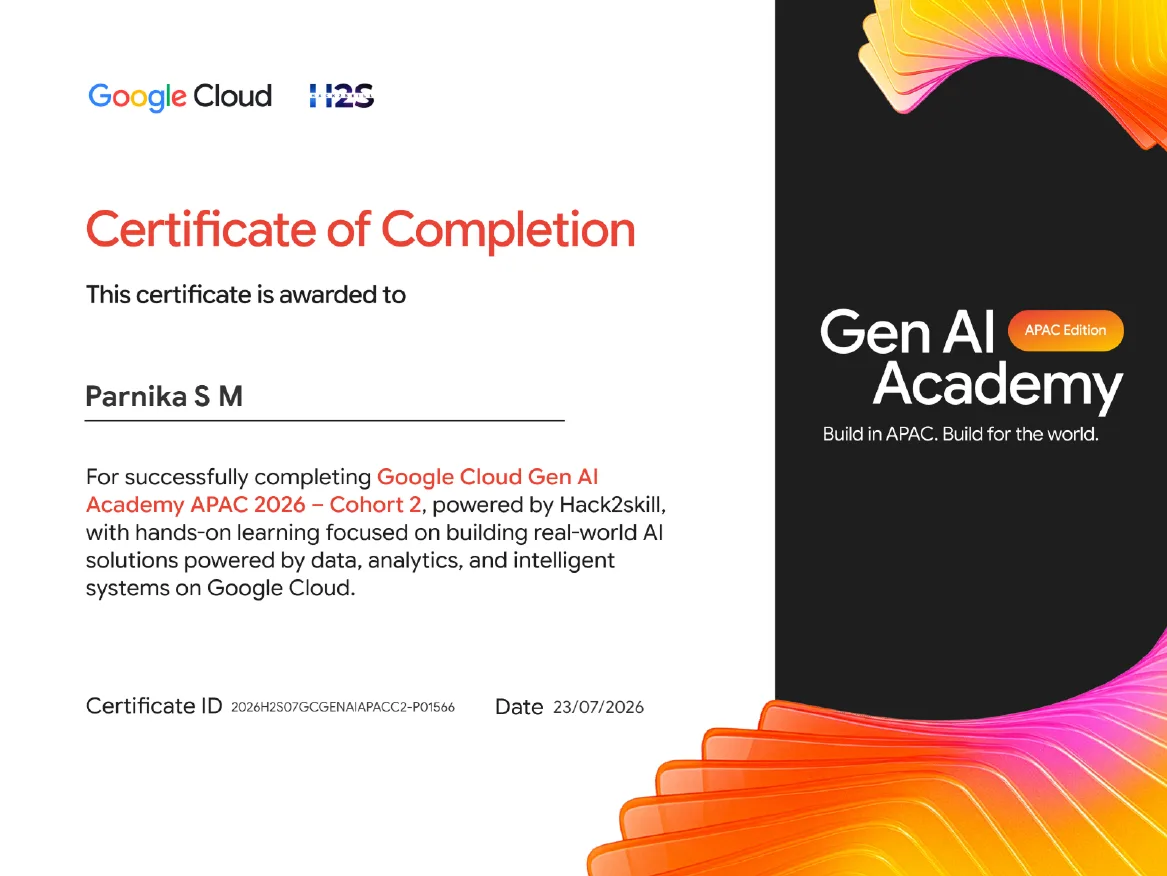 Google Cloud H2S
HACK2SKILL
Certificate of Completion
This certificate is awarded to
Parnika S M
For successfully completing Google Cloud Gen AI
Academy APAC 2026 – Cohort 2, powered by Hack2skill,
with hands-on learning focused on building real-world AI
solutions powered by data, analytics, and intelligent
systems on Google Cloud.
Certificate ID 2026H2S07GCGENAIAPACC2-P01566 Date 23/07/2026
Gen AI APAC Edition
Academy
Build in APAC. Build for the world.